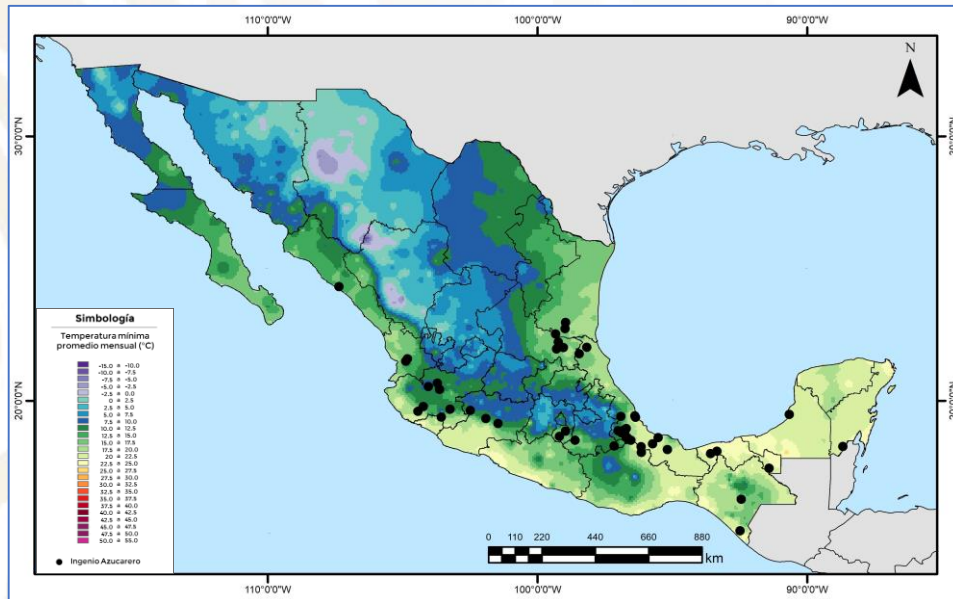 110°0'0"W 100°0'0"W 90°0'0"W
N
30°0'0"N
20°0'0"N 20°0'0"N
Simbología
Temperatura mínima
promedio mensual (°C)
-15.0 a -10.0
-10 a -7.5
-7.5 a -5.0
-5.0 a -2.5
-2.5 a 0.0
0 a 2.5
2.5 a 5.0
5.0 a 7.5
7.5 a 10.0
10.0 a 12.5
12.5 a 15.0
15.0 a 17.5
17.5 a 20.0
20 a 22.5
22.5 a 25.0
25.0 a 27.5
27.5 a 30.0
30.0 a 32.5
32.5 a 35.0
35.0 a 37.5
37.5 a 40.0
40.0 a 42.5
42.5 a 45.0
45.0 a 47.5
47.5 a 50.0
50.0 a 55.0
Ingenio Azucarero
0 110 220 440 660 880
km
110°0'0"W 100°0'0"W 90°0'0"W